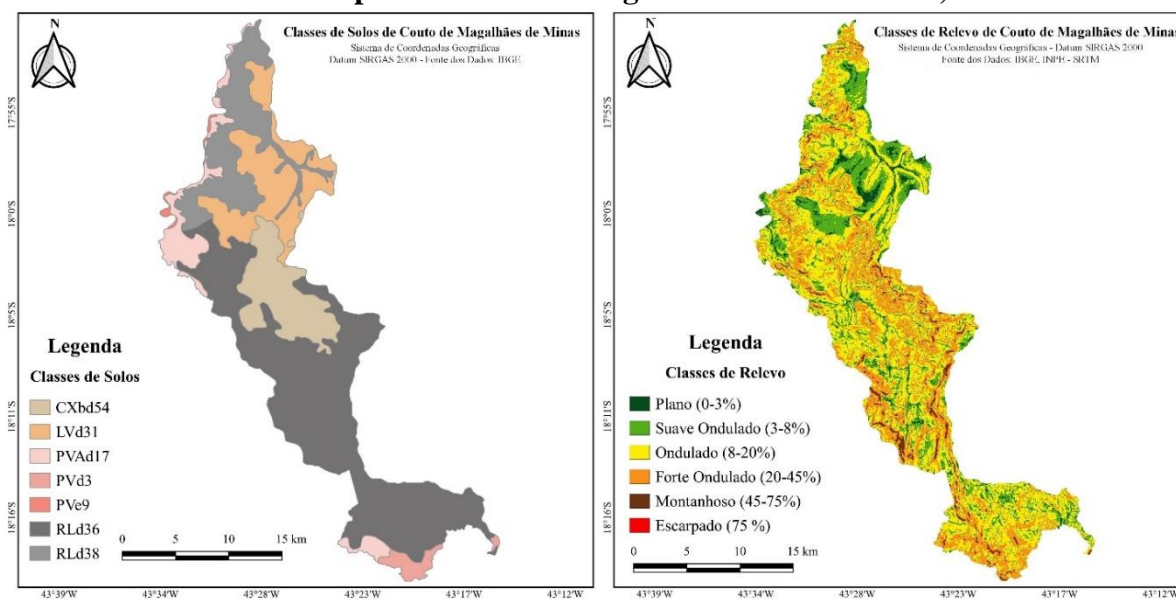 N
Classes de Solos de Couto de Magalhães de Minas
Sistema de Coordenadas Geográficas
Datum SIRGAS 2000 - Fonte dos Dados: IBGE
17°55'S
18°0'S
18°5'S
18°11'S
18°16'S
Legenda
Classes de Solos
CXbd54
LVd31
PVAd17
PVd3
PVe9
RLd36
RLd38
0 5 10 15 km
43°39'W 43°34'W 43°28'W 43°23'W 43°17'W 43°12'W
N
Classes de Relevo de Couto de Magalhães de Minas
Sistema de Coordenadas Geográficas - Datum SIRGAS 2000
Fonte dos Dados: IBGE, INPE - SRTM
17°55'S
18°0'S
18°5'S
18°11'S
18°16'S
Legenda
Classes de Relevo
Plano (0-3%)
Suave Ondulado (3-8%)
Ondulado (8-20%)
Forte Ondulado (20-45%)
Montanhoso (45-75%)
Escarpado (75 %)
0 5 10 15 km
43°39'W 43°34'W 43°28'W 43°23'W 43°17'W 43°12'W